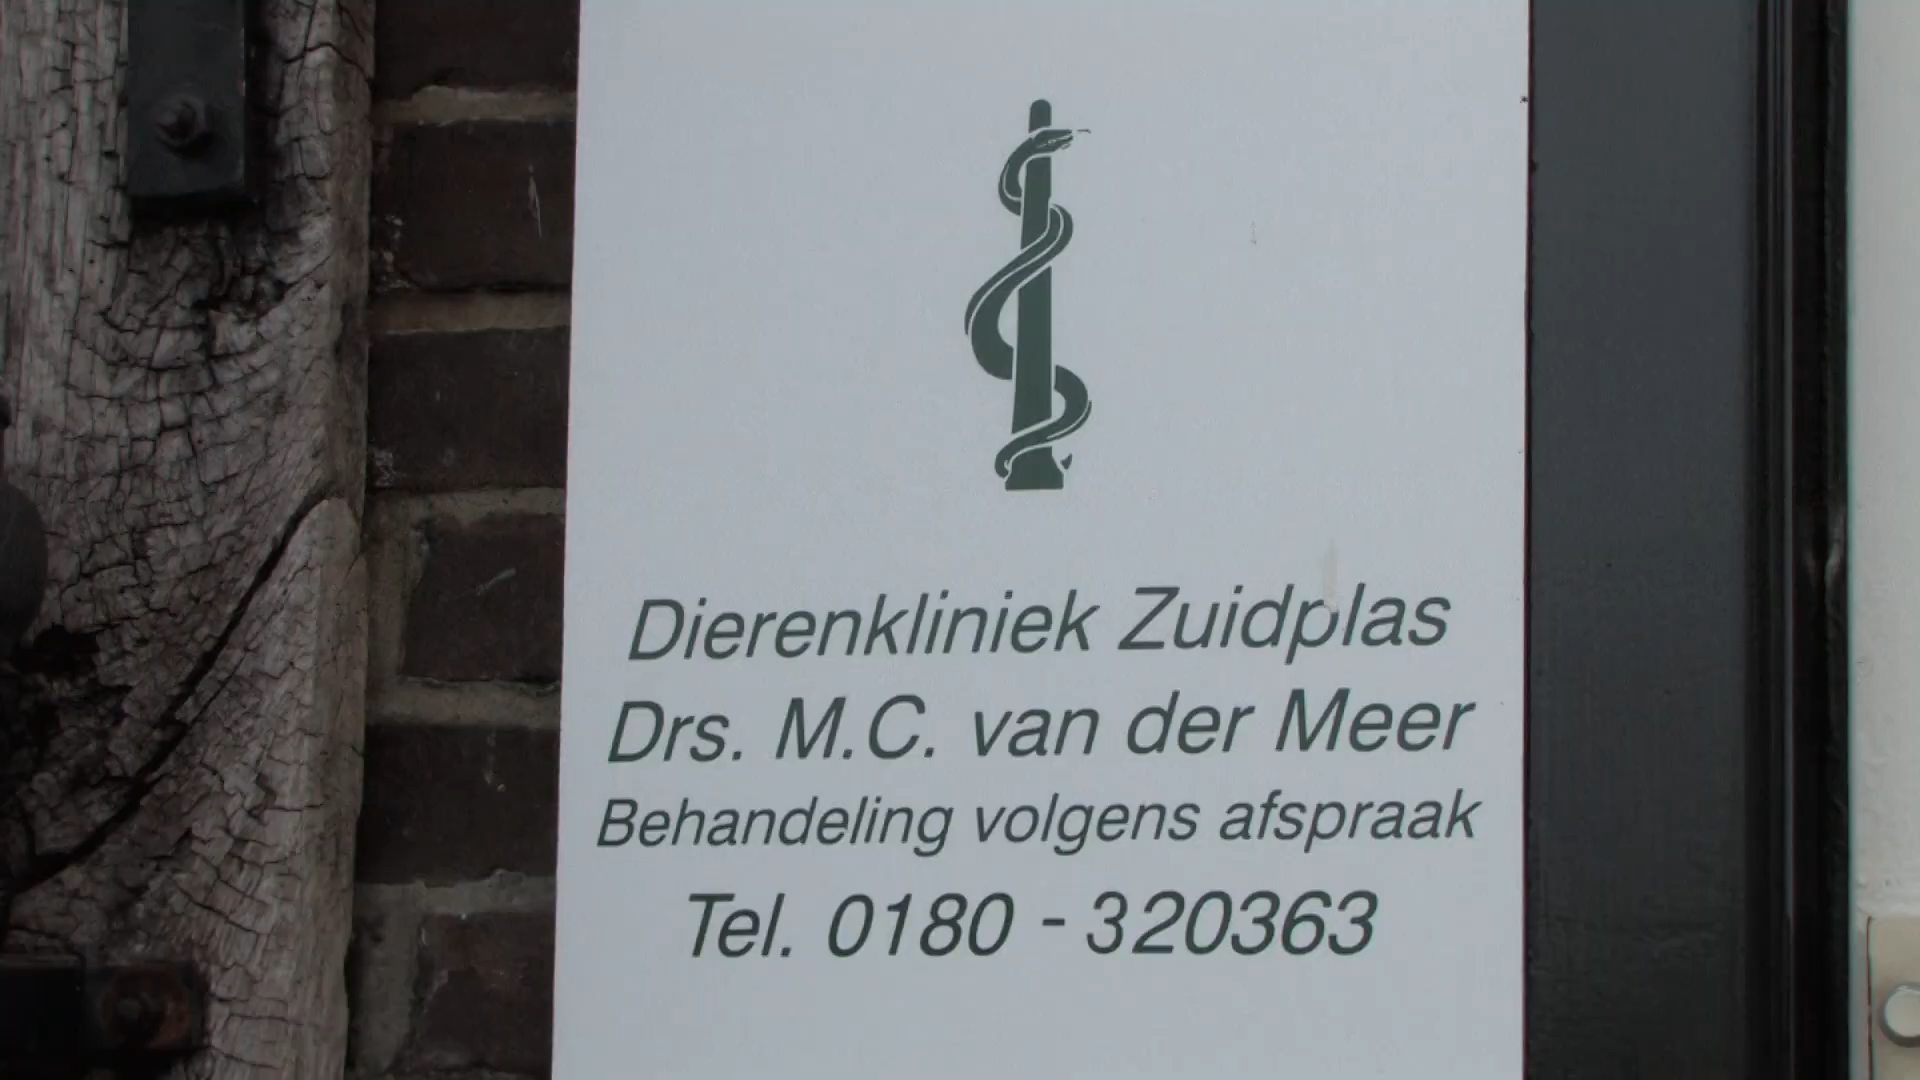 Dierenkliniek Zuidplas
Drs. M.C. van der Meer
Behandeling volgens afspraak
Tel. 0180 - 320363